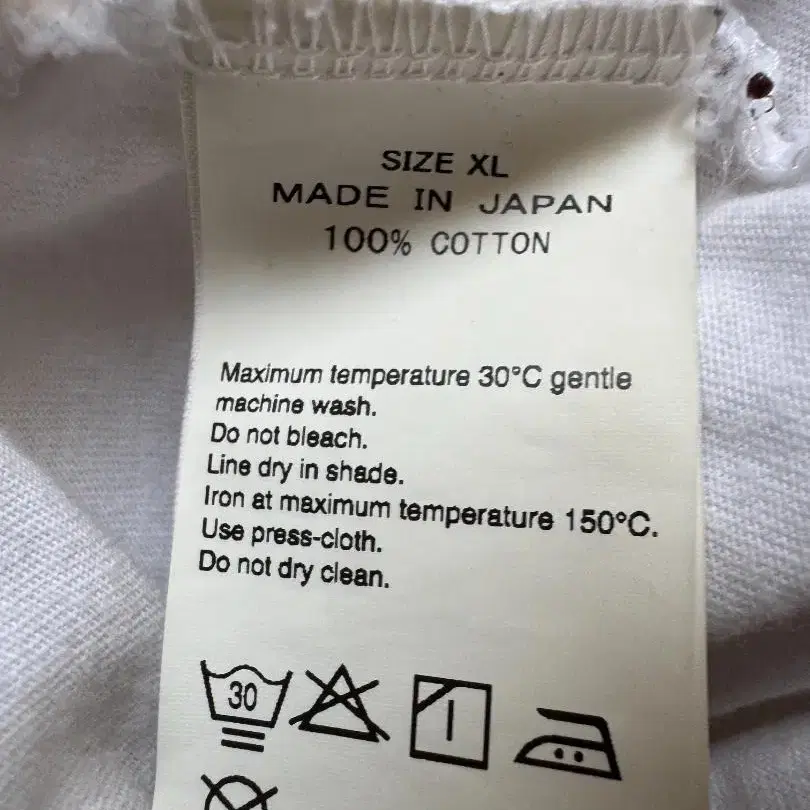 SIZE XL
MADE IN JAPAN
100% COTTON
Maximum temperature 30°C gentle
machine wash.
Do not bleach.
Line dry in shade.
Iron at maximum temperature 150°C.
Use press-cloth.
Do not dry clean.
30